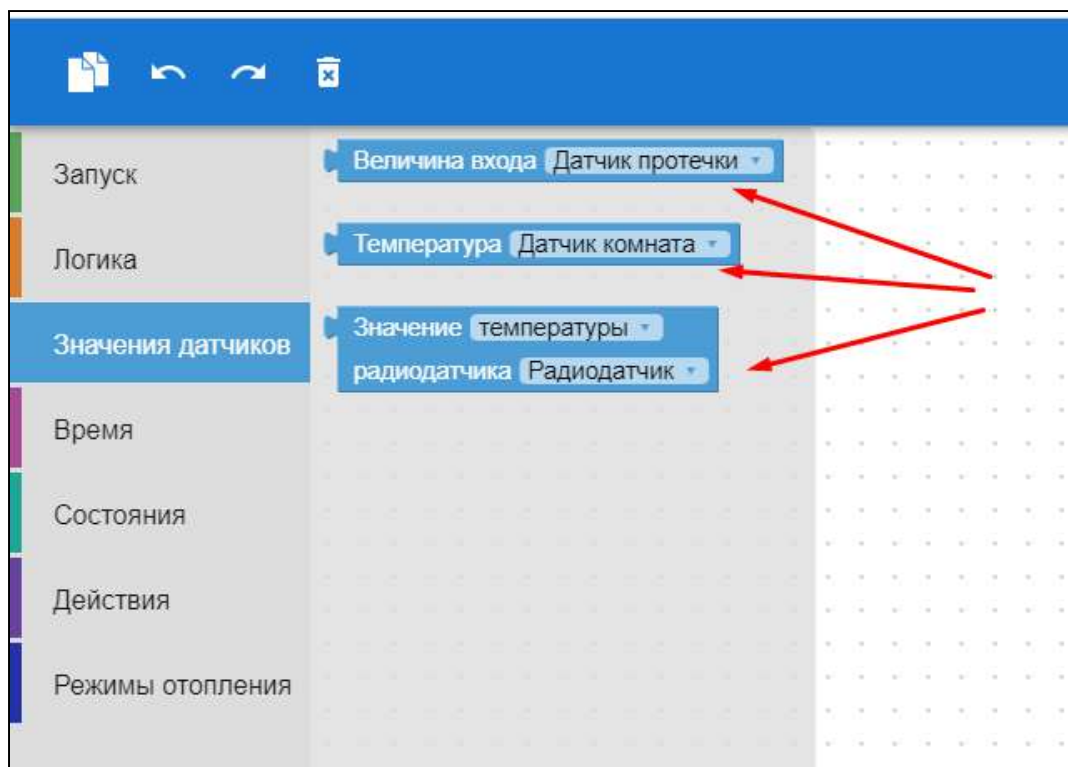 Запуск
Логика
Значения датчиков
Время
Состояния
Действия
Режимы отопления
Величина входа Датчик протечки
Температура Датчик комната
Значение температуры
радиодатчика Радиодатчик